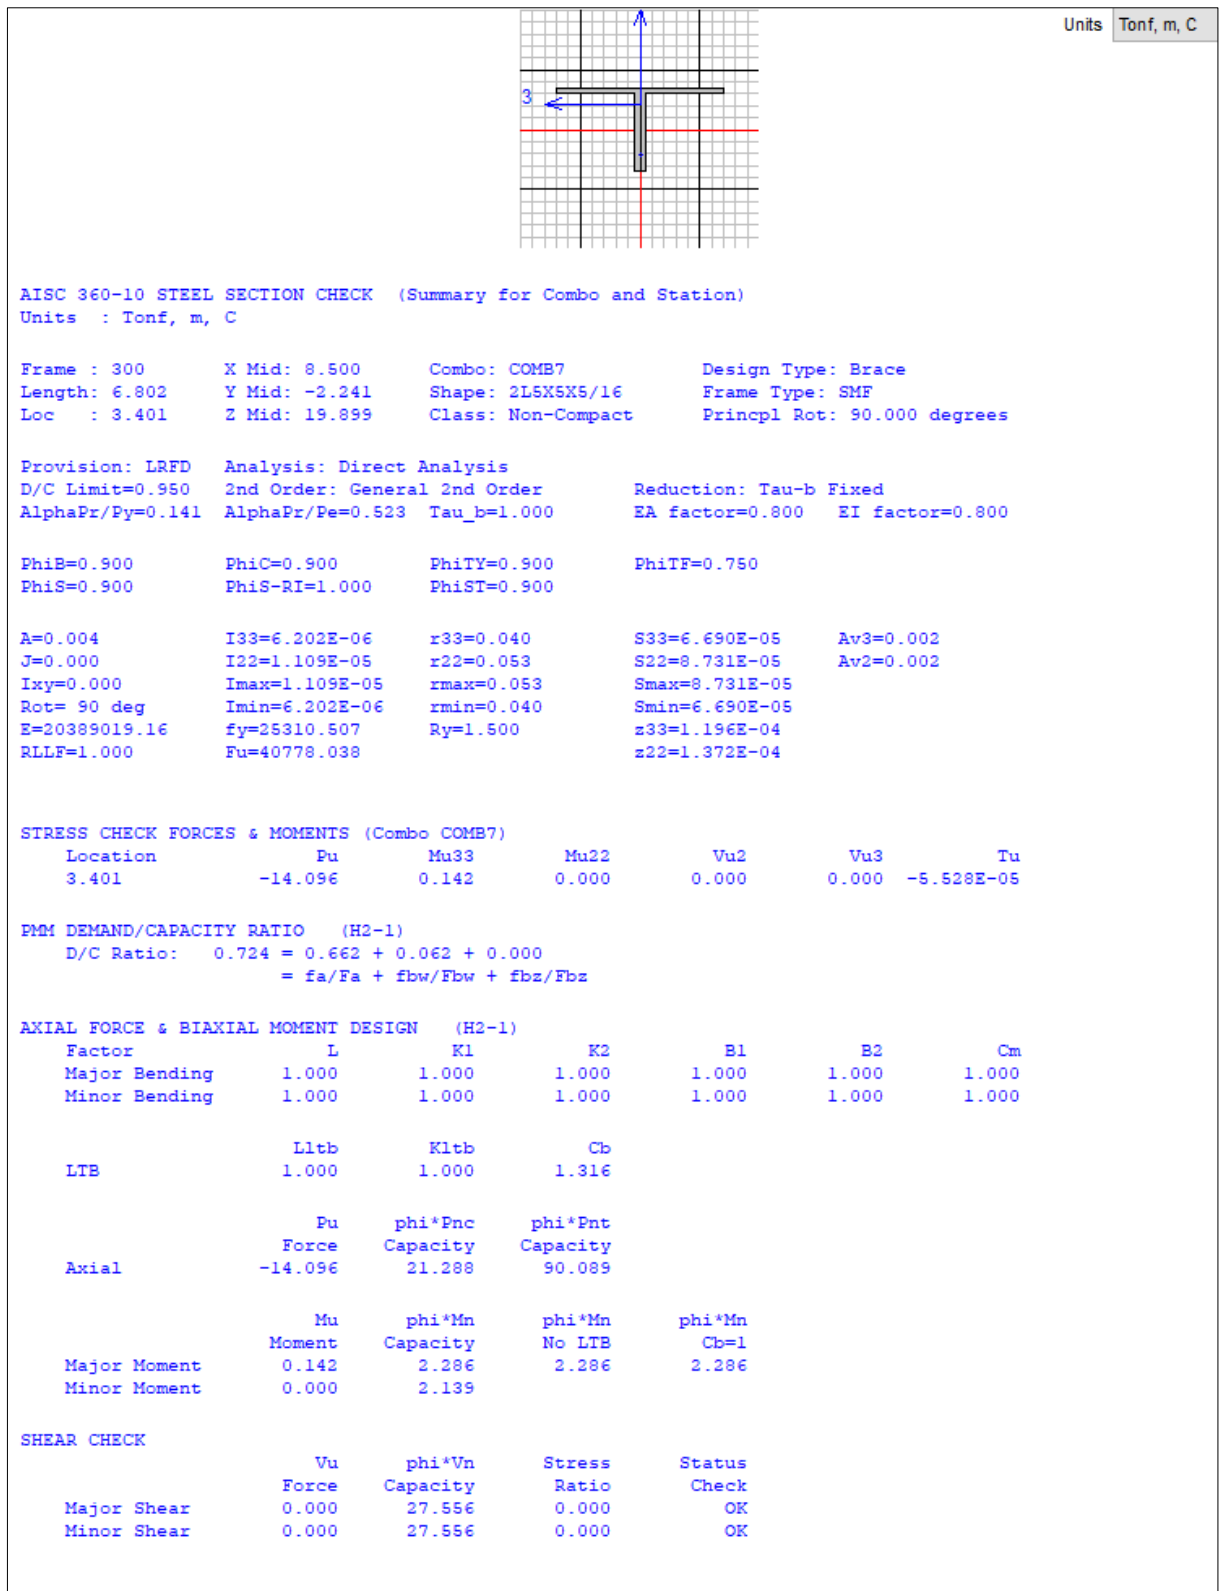 Units Tonf, m, C
3
AISC 360-10 STEEL SECTION CHECK (Summary for Combo and Station)
Units : Tonf, m, C
Frame : 300 X Mid: 8.500 Combo: COMB7 Design Type: Brace
Length: 6.802 Y Mid: -2.241 Shape: 2L5X5X5/16 Frame Type: SMF
Loc : 3.401 Z Mid: 19.899 Class: Non-Compact Princpl Rot: 90.000 degrees
Provision: LRFD Analysis: Direct Analysis
D/C Limit=0.950 2nd Order: General 2nd Order Reduction: Tau-b Fixed
AlphaPr/Py=0.141 AlphaPr/Pe=0.523 Tau_b=1.000 EA factor=0.800 EI factor=0.800
PhiB=0.900 PhiC=0.900 PhiTY=0.900 PhiTF=0.750
PhiS=0.900 PhiS-RI=1.000 PhiST=0.900
A=0.004 I33=6.202E-06 r33=0.040 S33=6.690E-05 Av3=0.002
J=0.000 I22=1.109E-05 r22=0.053 S22=8.731E-05 Av2=0.002
Ixy=0.000 Imax=1.109E-05 rmax=0.053 Smax=8.731E-05
Rot= 90 deg Imin=6.202E-06 rmin=0.040 Smin=6.690E-05
E=20389019.16 fy=25310.507 Ry=1.500 z33=1.196E-04
RLLF=1.000 Fu=40778.038 z22=1.372E-04
STRESS CHECK FORCES & MOMENTS (Combo COMB7)
Location Pu Mu33 Mu22 Vu2 Vu3 Tu
3.401 -14.096 0.142 0.000 0.000 0.000 -5.528E-05
PMM DEMAND/CAPACITY RATIO (H2-1)
D/C Ratio: 0.724 = 0.662 + 0.062 + 0.000
= fa/Fa + fbw/Fbw + fbz/Fbz
AXIAL FORCE & BIAXIAL MOMENT DESIGN (H2-1)
Factor L K1 K2 B1 B2 Cm
Major Bending 1.000 1.000 1.000 1.000 1.000 1.000
Minor Bending 1.000 1.000 1.000 1.000 1.000 1.000
Lltb Kltb Cb
LTB 1.000 1.000 1.316
Pu phi*Pnc phi*Pnt
Force Capacity Capacity
Axial -14.096 21.288 90.089
Mu phi*Mn phi*Mn phi*Mn
Moment Capacity No LTB Cb=1
Major Moment 0.142 2.286 2.286 2.286
Minor Moment 0.000 2.139
SHEAR CHECK
Vu phi*Vn Stress Status
Force Capacity Ratio Check
Major Shear 0.000 27.556 0.000 OK
Minor Shear 0.000 27.556 0.000 OK